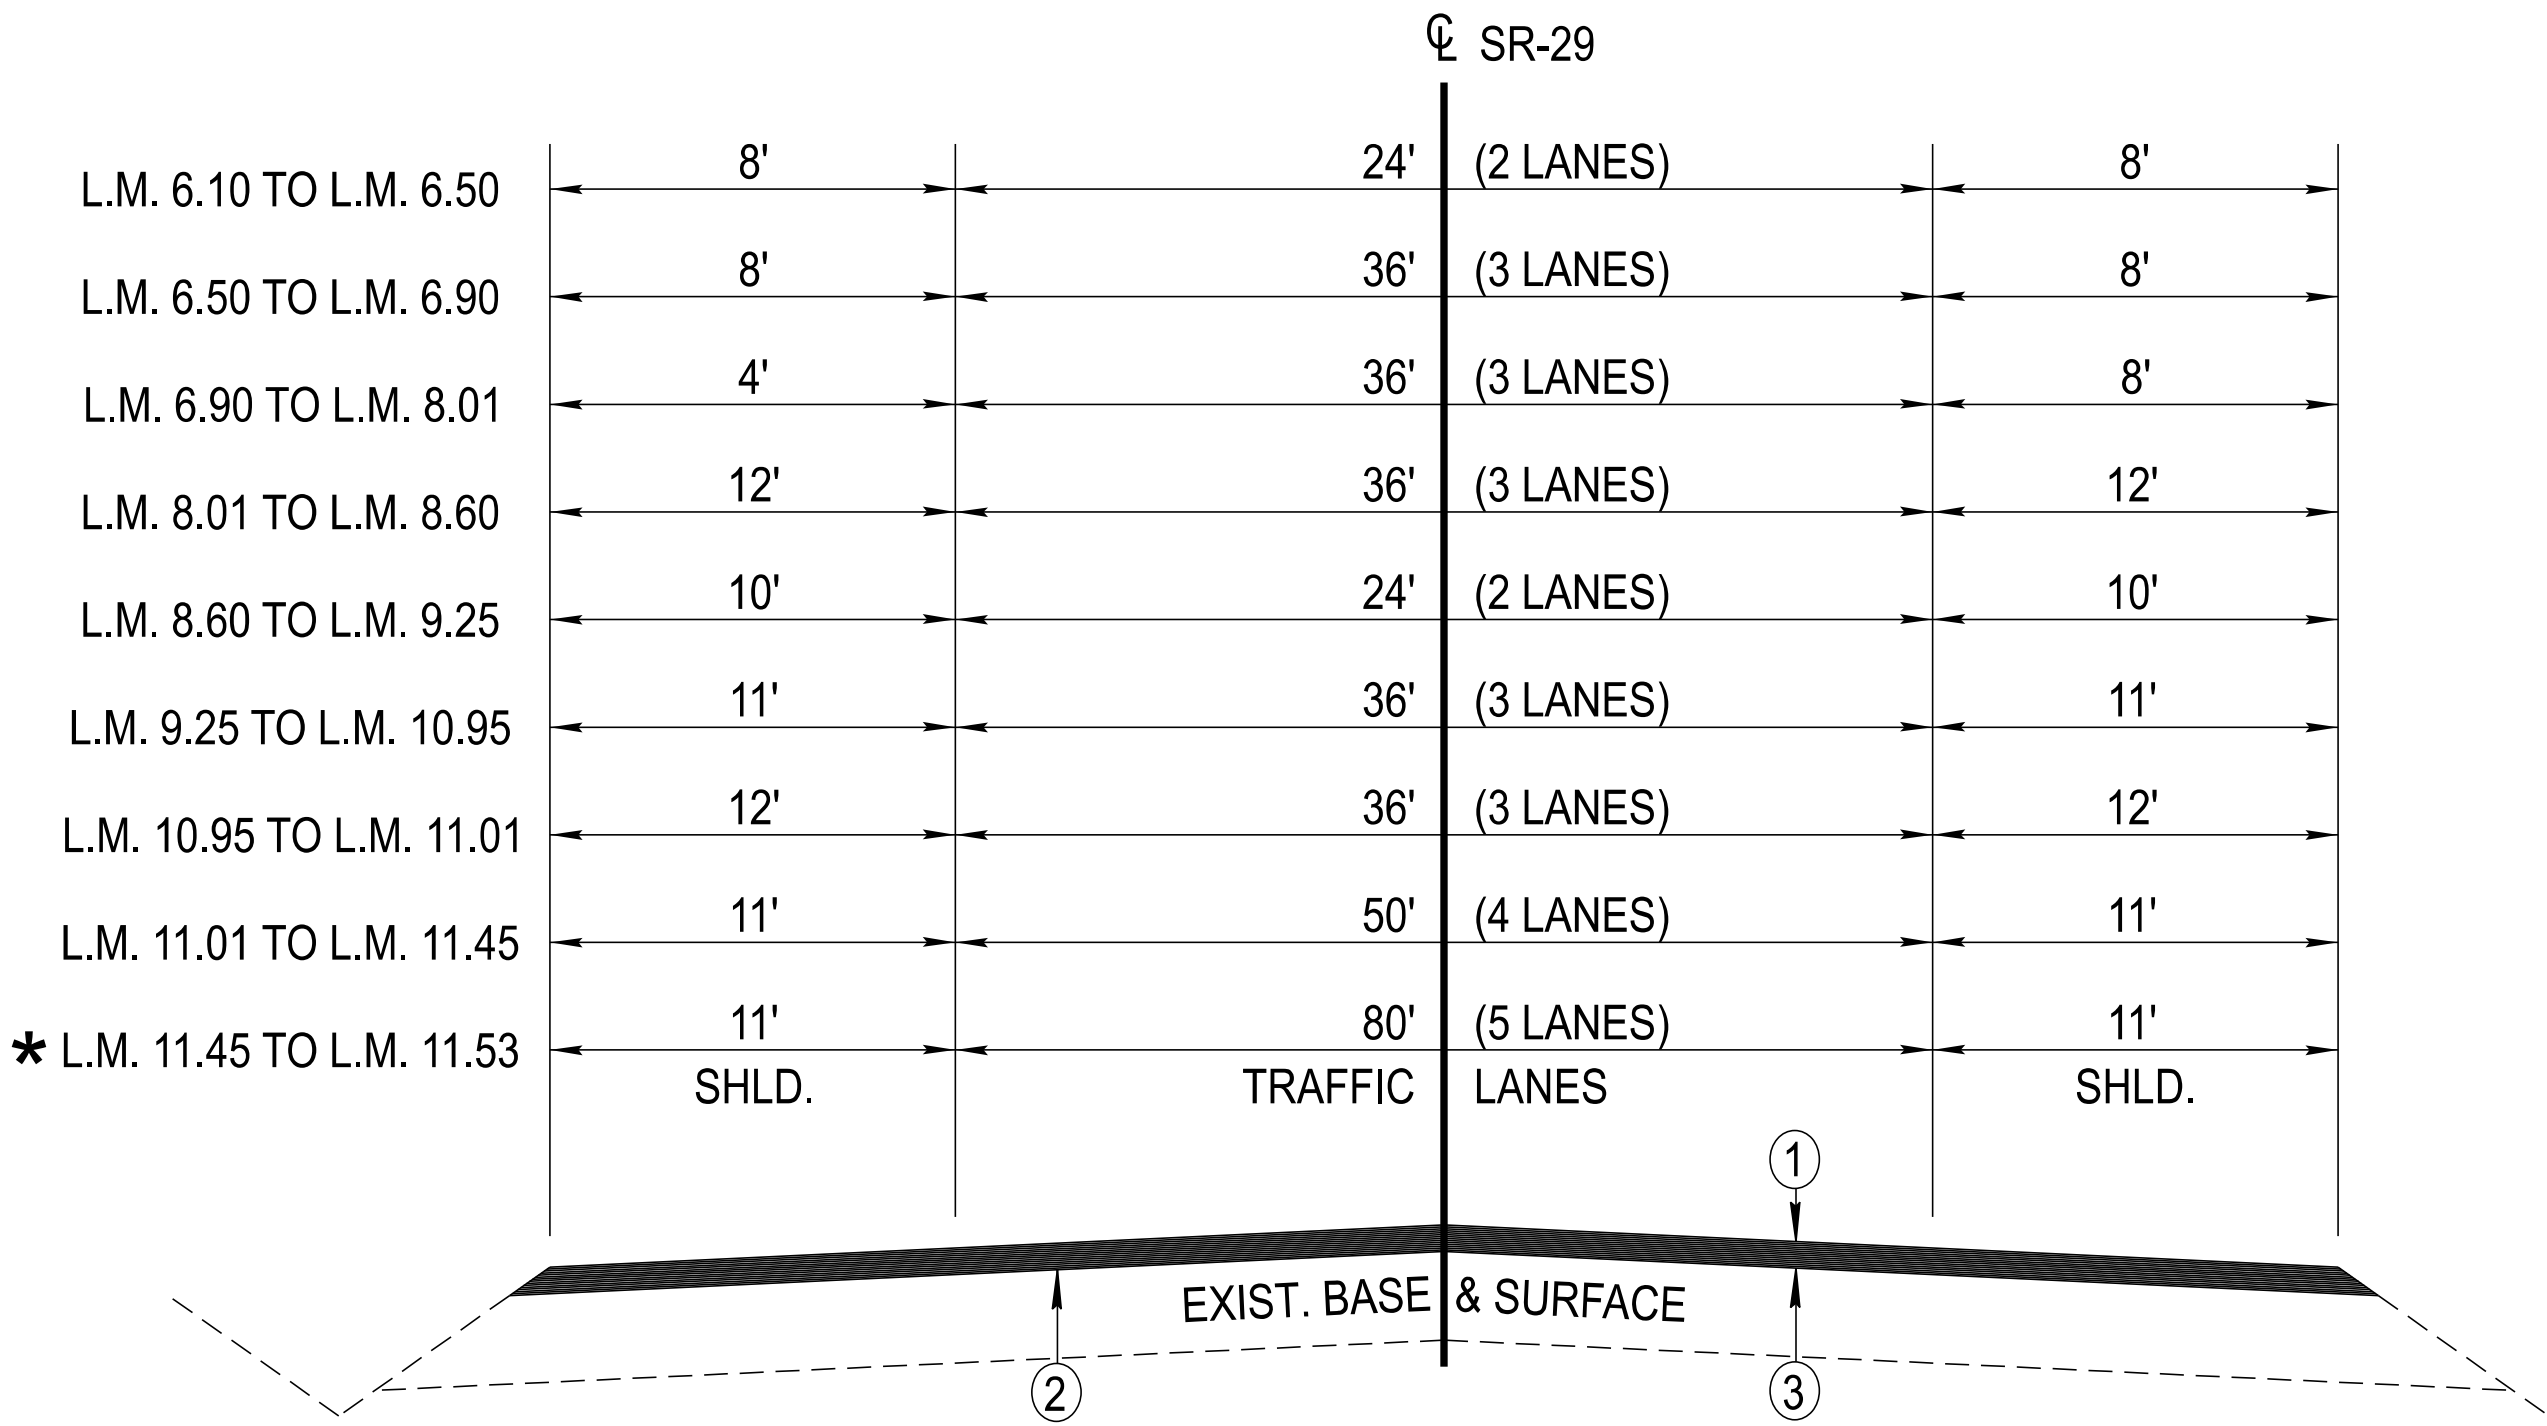 ℄ SR-29
L.M. 6.10 TO L.M. 6.50 8' 24' (2 LANES) 8'
L.M. 6.50 TO L.M. 6.90 8' 36' (3 LANES) 8'
L.M. 6.90 TO L.M. 8.01 4' 36' (3 LANES) 8'
L.M. 8.01 TO L.M. 8.60 12' 36' (3 LANES) 12'
L.M. 8.60 TO L.M. 9.25 10' 24' (2 LANES) 10'
L.M. 9.25 TO L.M. 10.95 11' 36' (3 LANES) 11'
L.M. 10.95 TO L.M. 11.01 12' 36' (3 LANES) 12'
L.M. 11.01 TO L.M. 11.45 11' 50' (4 LANES) 11'
* L.M. 11.45 TO L.M. 11.53 11' 80' (5 LANES) 11'
SHLD. TRAFFIC LANES SHLD.
1
EXIST. BASE & SURFACE
2 3